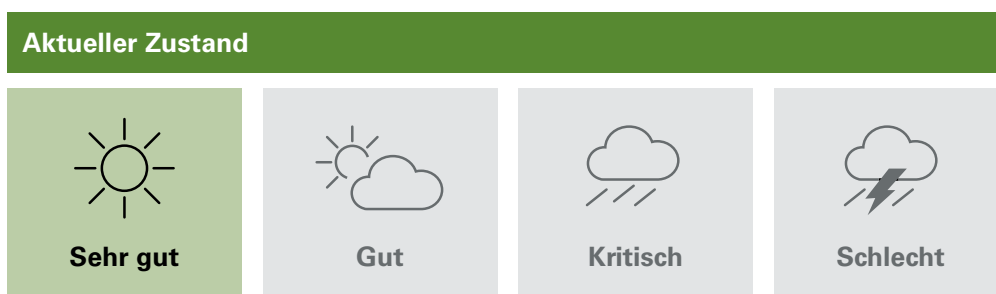 Aktueller Zustand
Sehr gut
Gut
Kritisch
Schlecht